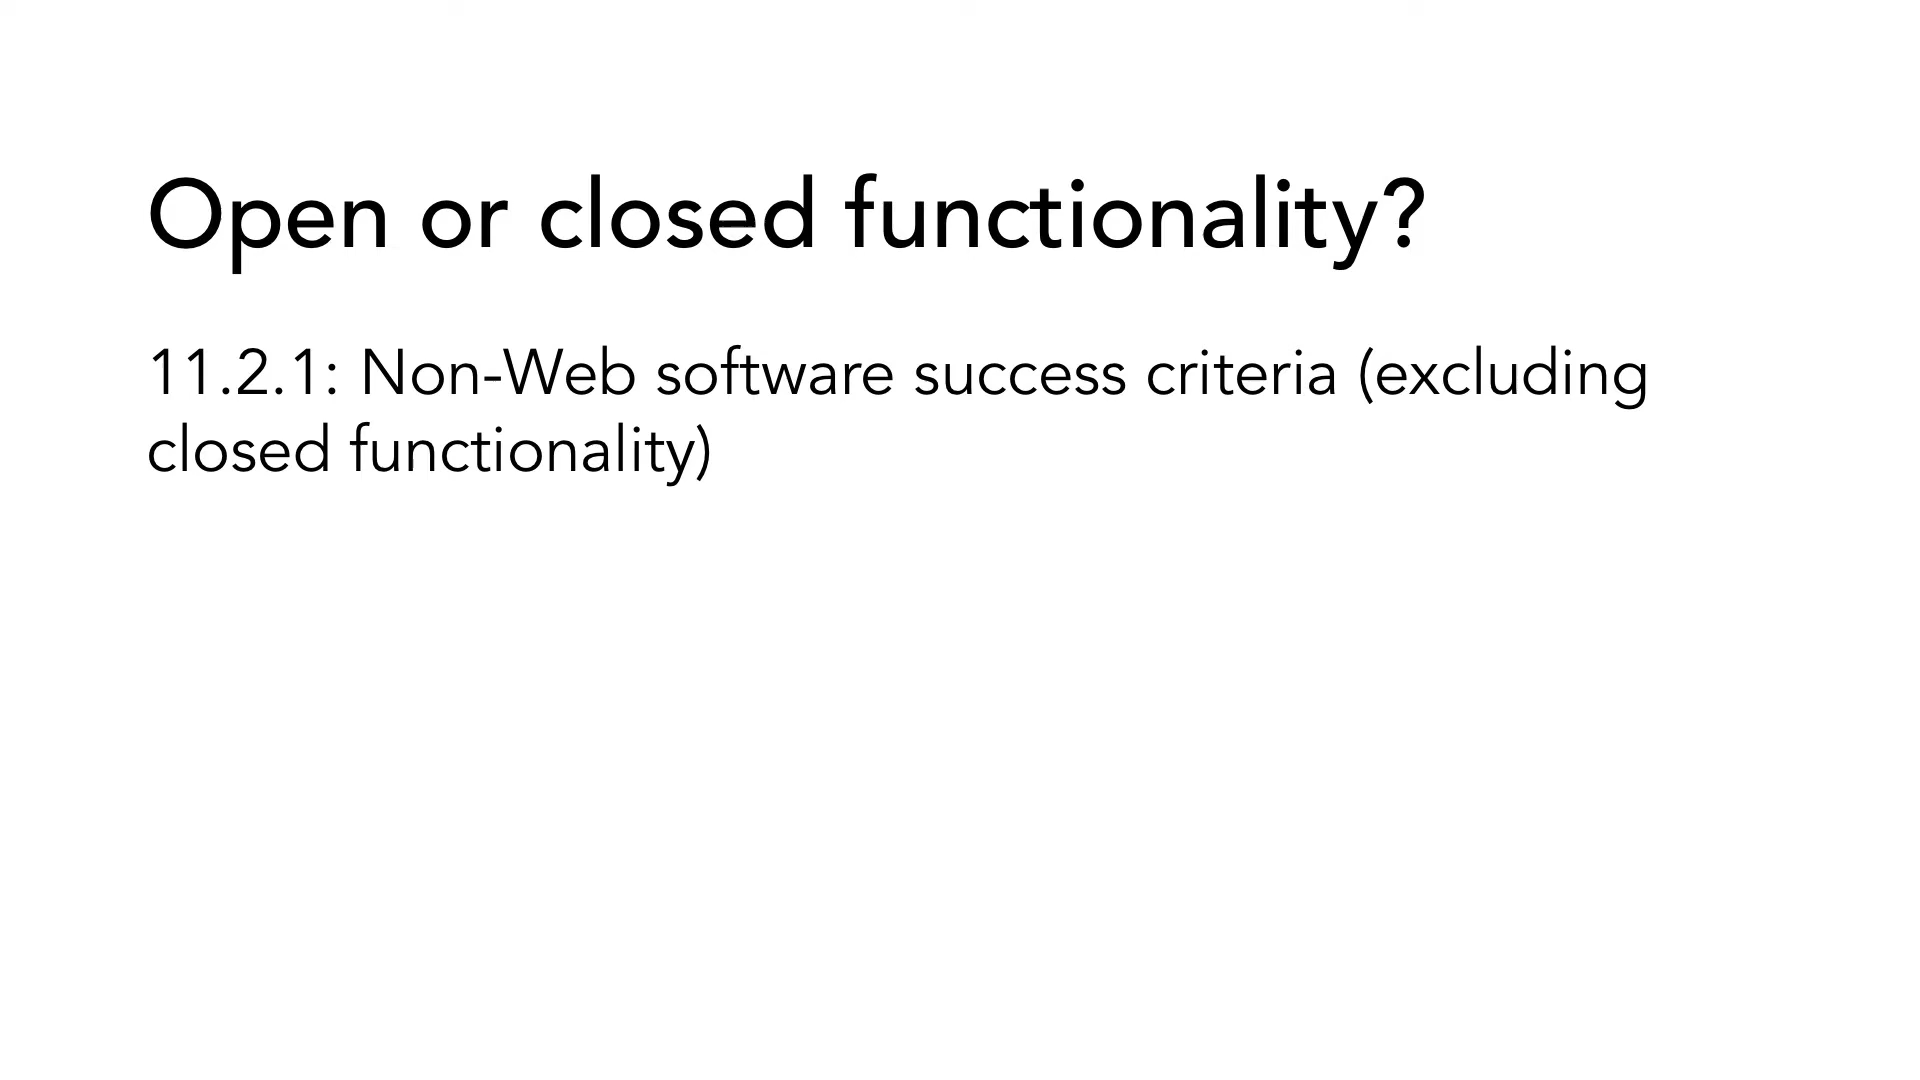 Open or closed functionality?
11.2.1: Non-Web software success criteria (excluding
closed functionality)